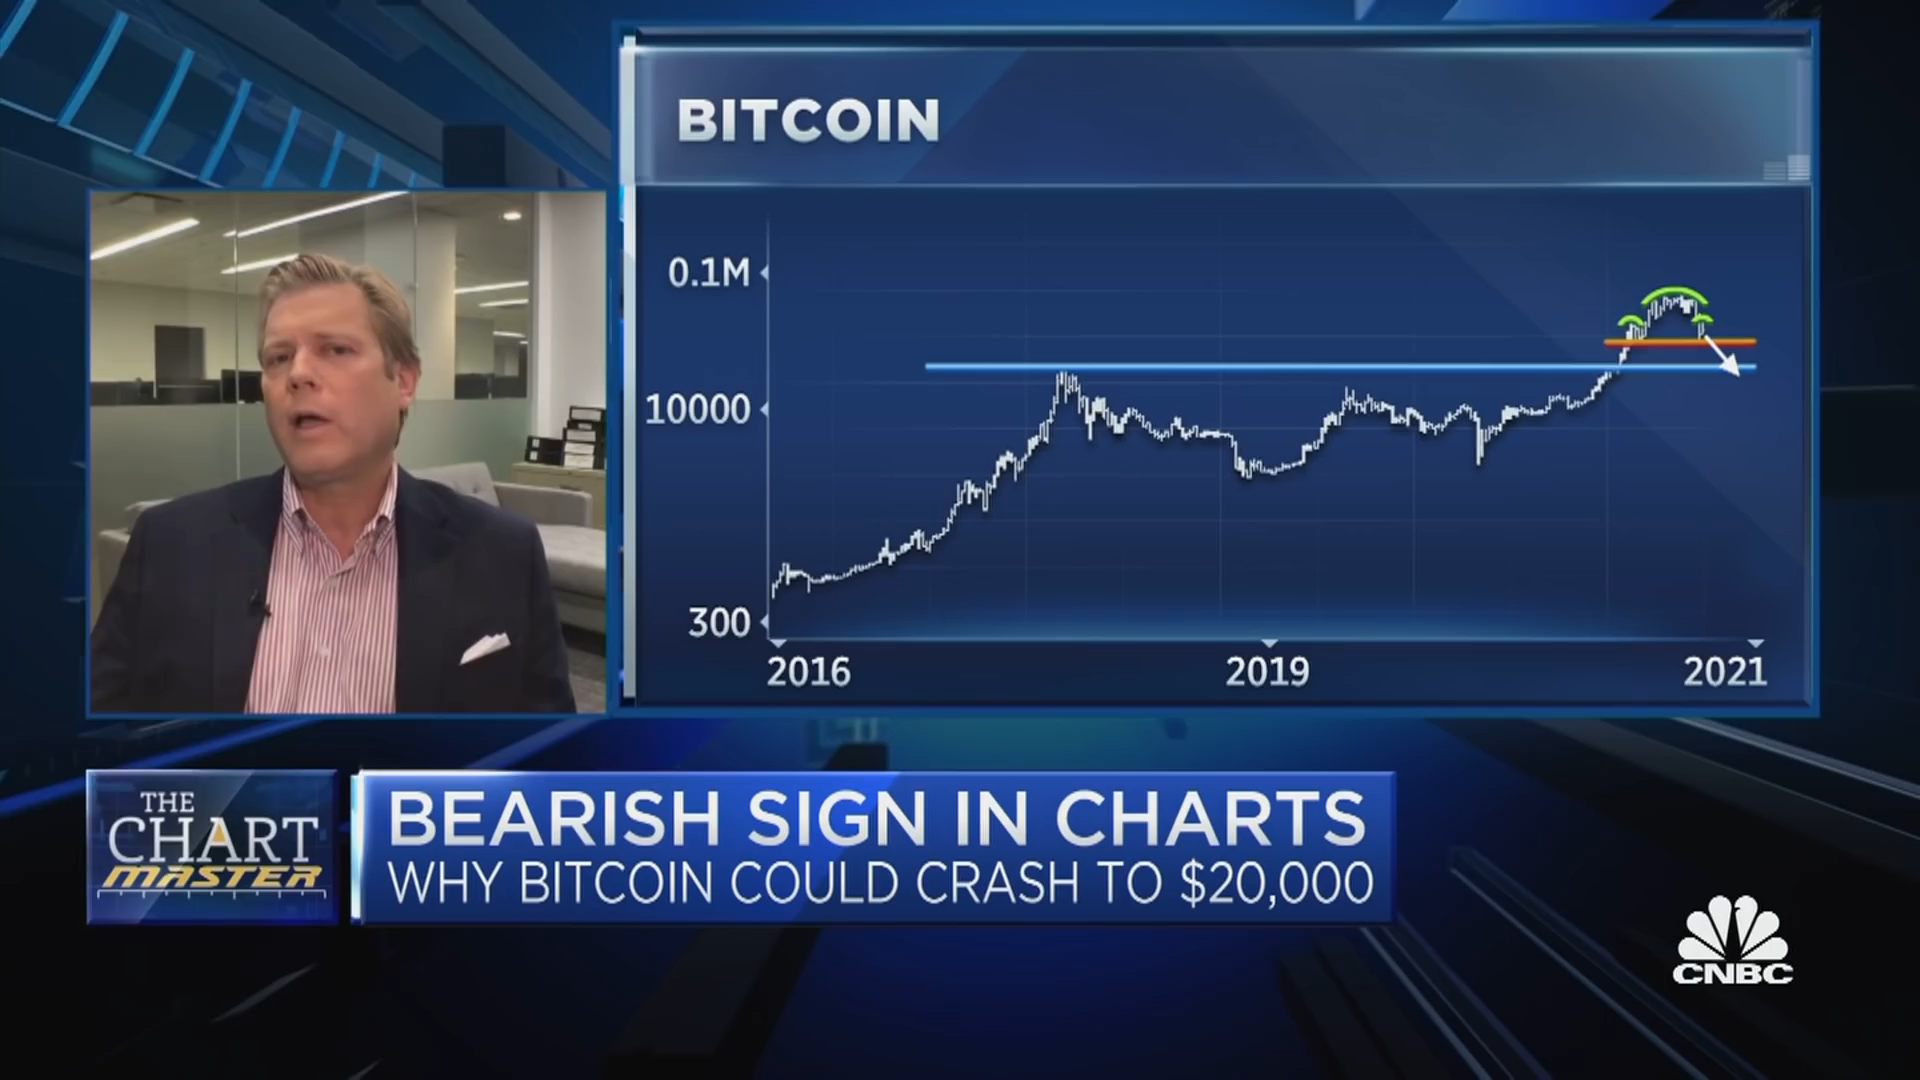 BITCOIN
0.1M
10000
300
2016
2019
2021
THE
CHART
MASTER
BEARISH SIGN IN CHARTS
WHY BITCOIN COULD CRASH TO $20,000
CNBC